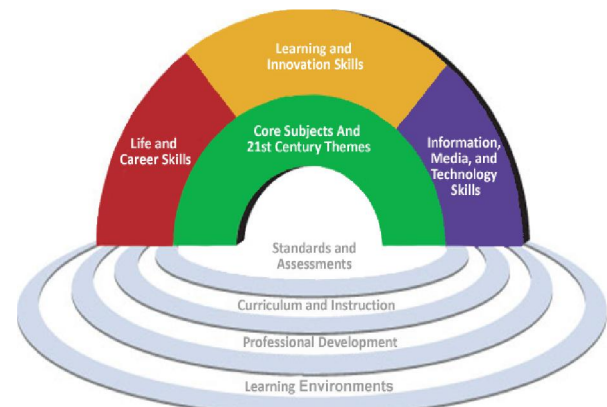 Learning and
Innovation Skills
Core Subjects And
21st Century Themes
Life and
Career Skills
Information,
Media, and
Technology
Skills
Standards and
Assessments
Curriculum and Instruction
Professional Development
Learning Environments